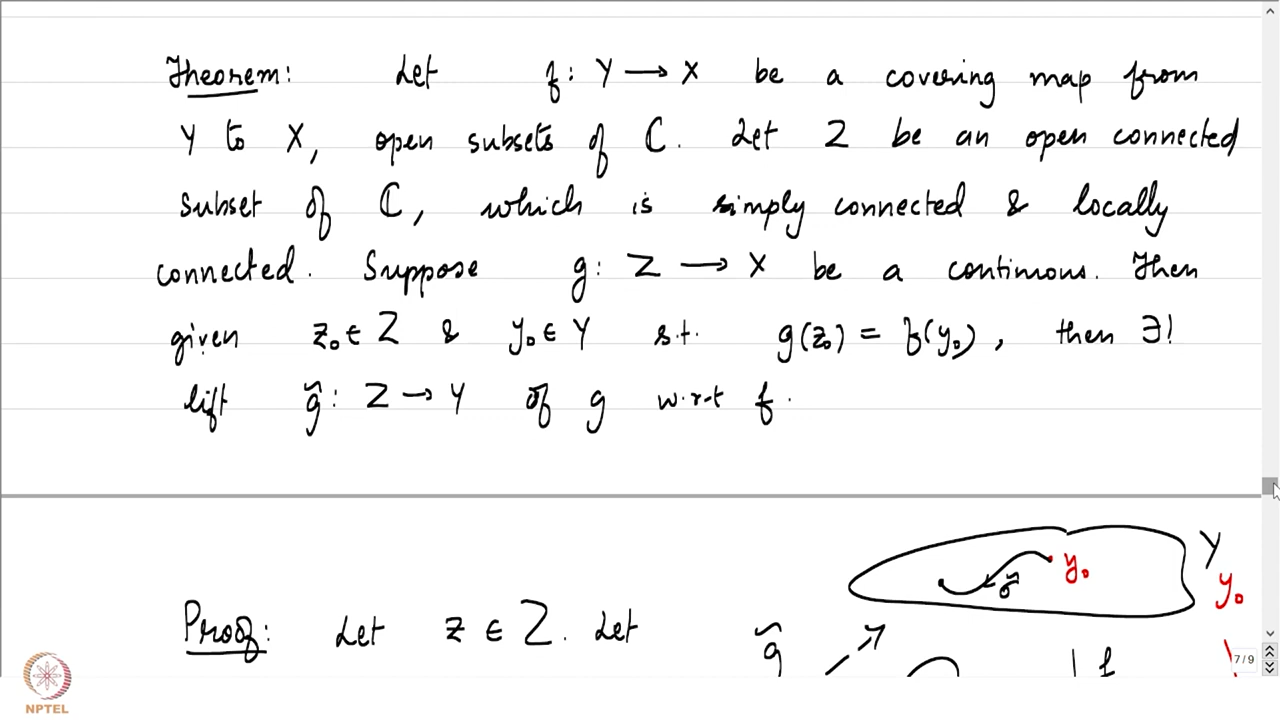 Theorem: Let f: Y → X be a covering map from
Y to X, open subsets of ℂ. Let Z be an open connected
subset of ℂ, which is simply connected & locally
connected. Suppose g: Z → X be a continous. Then
given z₀ ∈ Z & y₀ ∈ Y s.t. g(z₀) = f(y₀), then ∃!
lift g̃: Z → Y of g w.r.t f.
Y
y₀
σ̃
y₀
Proof: Let z ∈ Z. Let
g̃
f
7/9
NPTEL